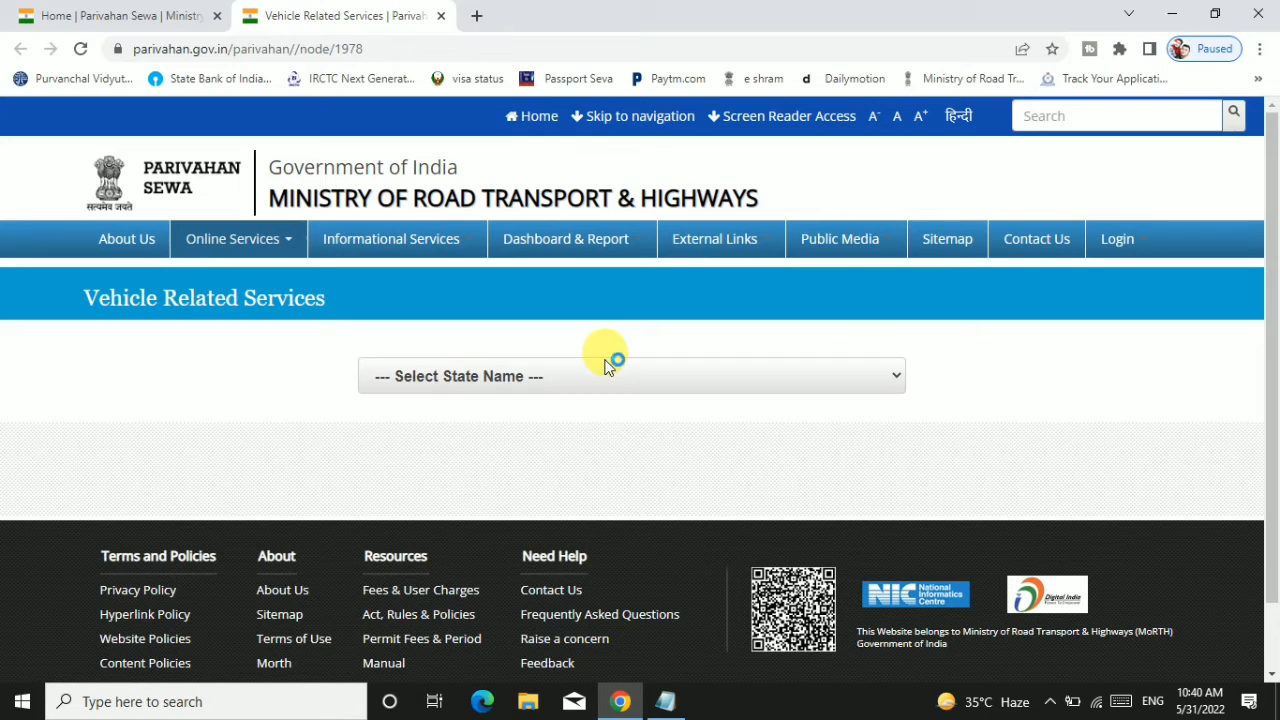 Home | Parivahan Sewa | Ministry
Vehicle Related Services | Parivah
parivahan.gov.in/parivahan//node/1978
Paused
Purvanchal Vidyut...
State Bank of India...
IRCTC Next Generat...
visa status
Passport Seva
Paytm.com
e shram
Dailymotion
Ministry of Road Tr...
Track Your Applicati...
Home
Skip to navigation
Screen Reader Access
A-
A
A+
हिन्दी
Search
सत्यमेव जयते
PARIVAHAN
SEWA
Government of India
MINISTRY OF ROAD TRANSPORT & HIGHWAYS
About Us
Online Services
Informational Services
Dashboard & Report
External Links
Public Media
Sitemap
Contact Us
Login
Vehicle Related Services
--- Select State Name ---
Terms and Policies
About
Resources
Need Help
Privacy Policy
About Us
Fees & User Charges
Contact Us
Hyperlink Policy
Sitemap
Act, Rules & Policies
Frequently Asked Questions
Website Policies
Terms of Use
Permit Fees & Period
Raise a concern
Content Policies
Morth
Manual
Feedback
NIC National
Informatics
Centre
Digital India
This Website belongs to Ministry of Road Transport & Highways (MoRTH)
Government of India
Type here to search
35°C Haze
ENG
10:40 AM
5/31/2022